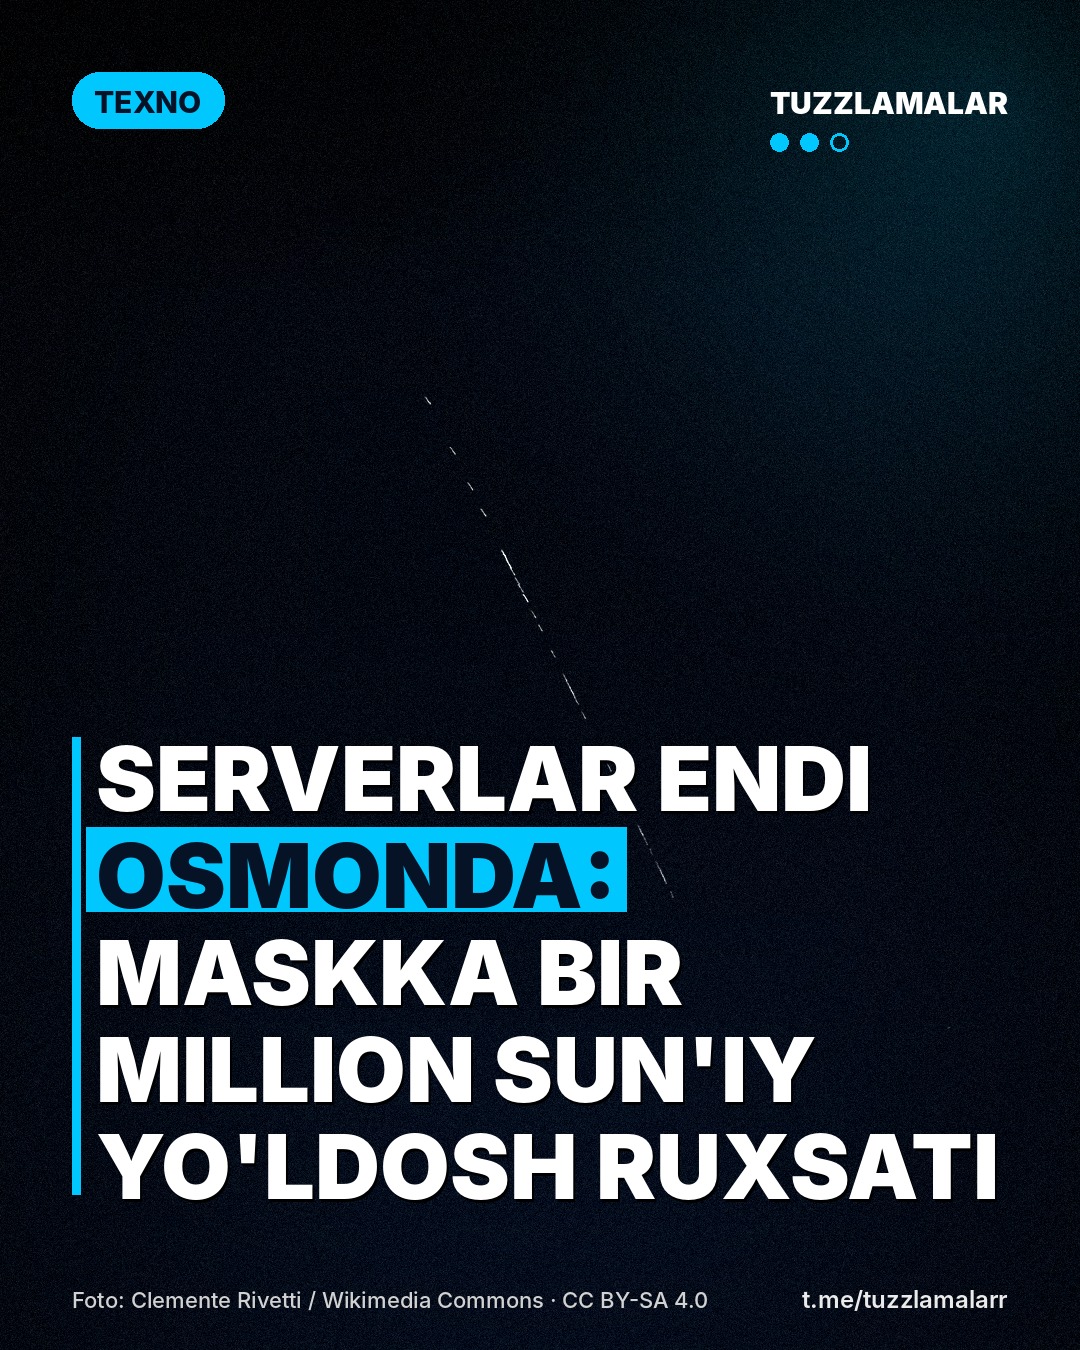 TEXNO
TUZZLAMALAR
SERVERLAR ENDI
OSMONDA:
MASKKA BIR
MILLION SUN'IY
YO'LDOSH RUXSATI
Foto: Clemente Rivetti / Wikimedia Commons · CC BY-SA 4.0
t.me/tuzzlamalarr